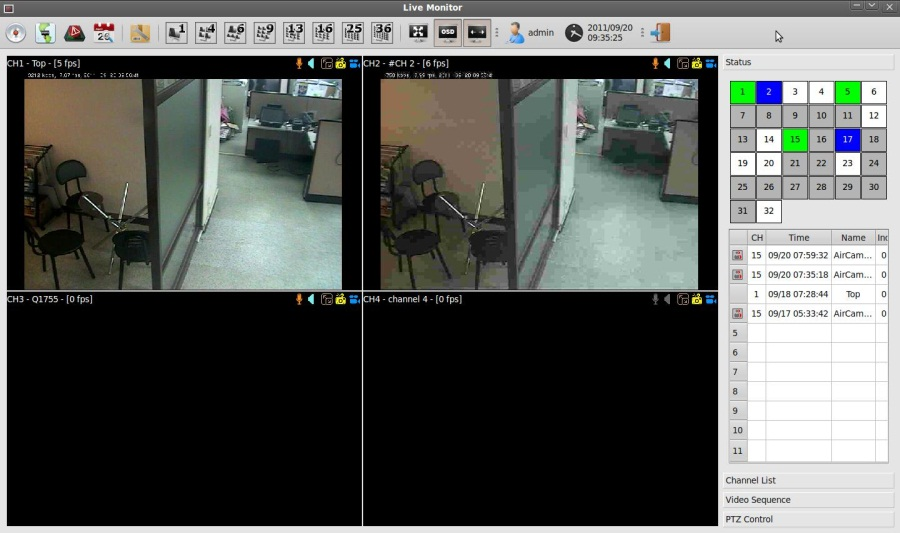 Live Monitor
26 1 4 6 9 13 16 25 36 OSD admin 2011/09/20
09:35:25
CH1 - Top - [5 fps]
CH2 - #CH 2 - [6 fps]
CH3 - Q1755 - [0 fps]
CH4 - channel 4 - [0 fps]
Status
1 2 3 4 5 6
7 8 9 10 11 12
13 14 15 16 17 18
19 20 21 22 23 24
25 26 27 28 29 30
31 32
CH Time Name Inc
15 09/20 07:59:32 AirCam... 0
15 09/20 07:35:18 AirCam... 0
1 09/18 07:28:44 Top 0
15 09/17 05:33:42 AirCam... 0
5
6
7
8
9
10
11
Channel List
Video Sequence
PTZ Control